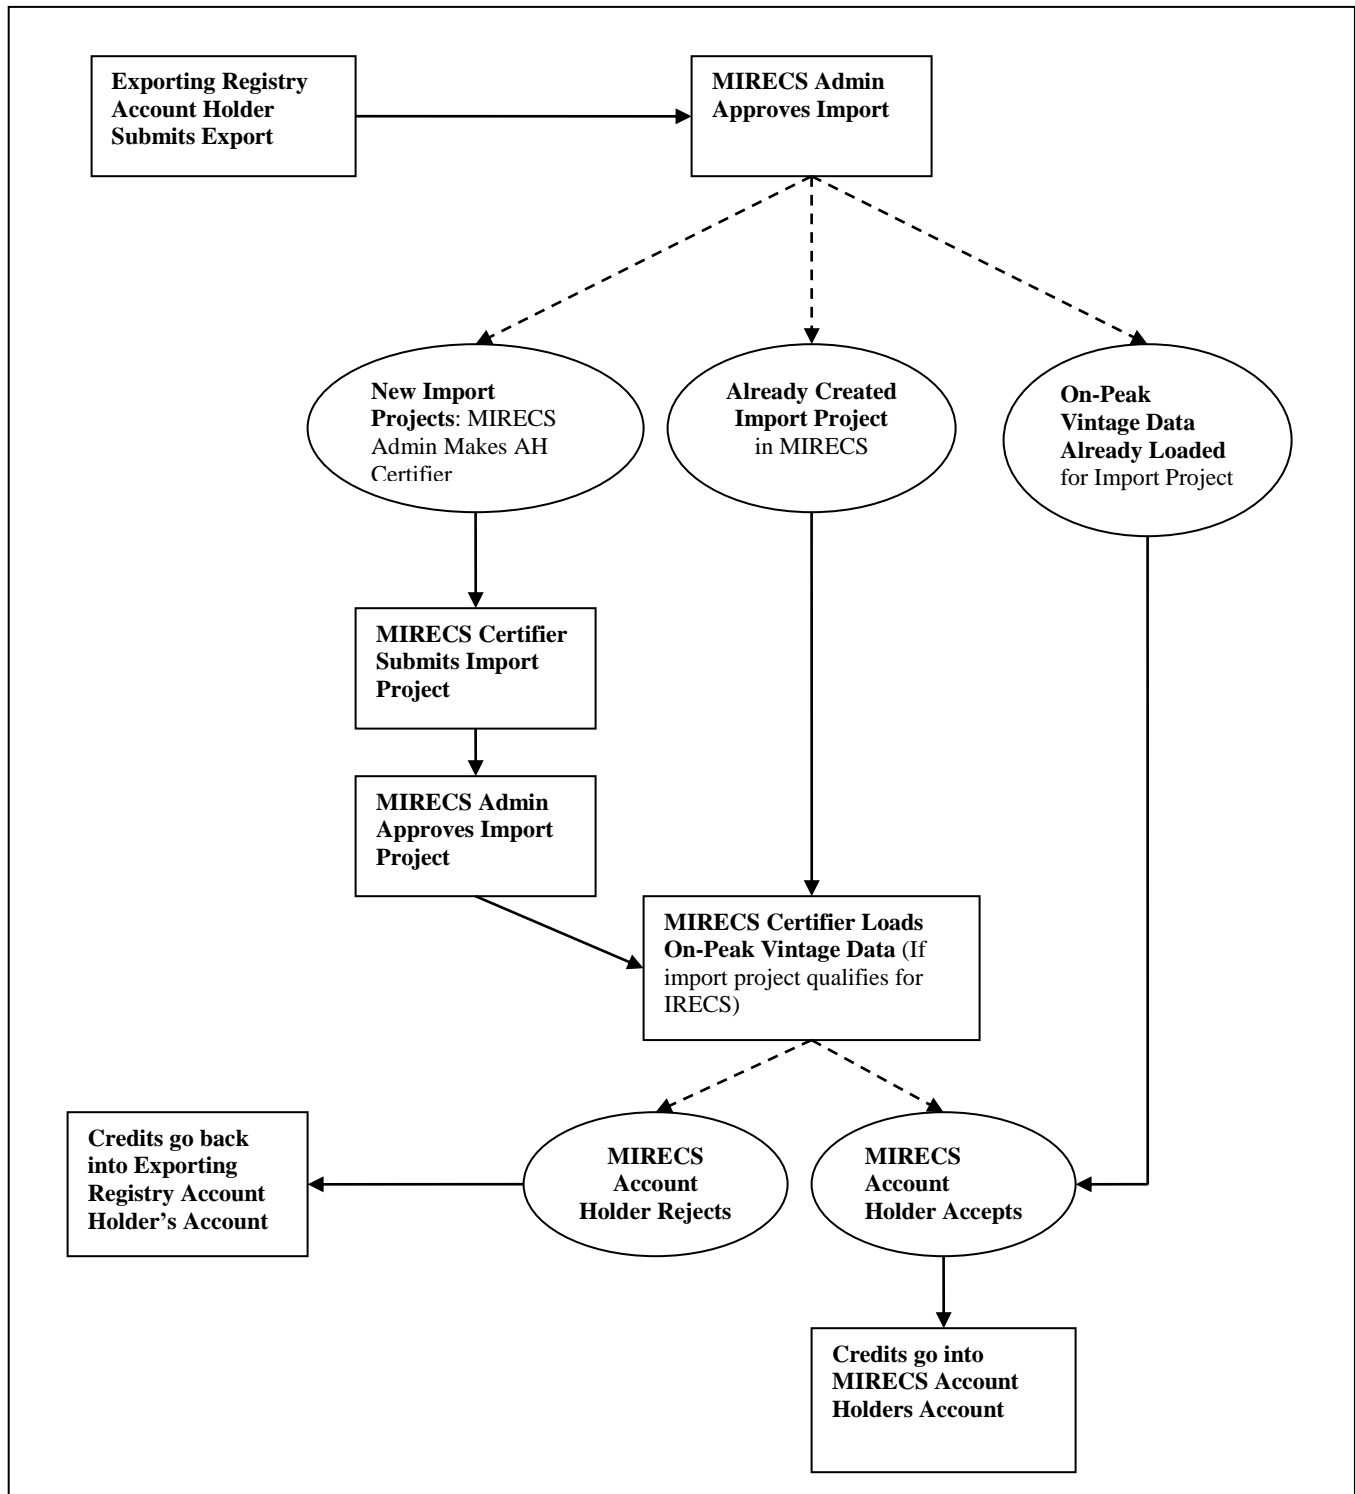 Exporting Registry
Account Holder
Submits Export
MIRECS Admin
Approves Import
New Import
Projects: MIRECS
Admin Makes AH
Certifier
Already Created
Import Project
in MIRECS
On-Peak
Vintage Data
Already Loaded
for Import Project
MIRECS Certifier
Submits Import
Project
MIRECS Admin
Approves Import
Project
MIRECS Certifier Loads
On-Peak Vintage Data (If
import project qualifies for
IRECS)
Credits go back
into Exporting
Registry Account
Holder’s Account
MIRECS
Account
Holder Rejects
MIRECS
Account
Holder Accepts
Credits go into
MIRECS Account
Holders Account